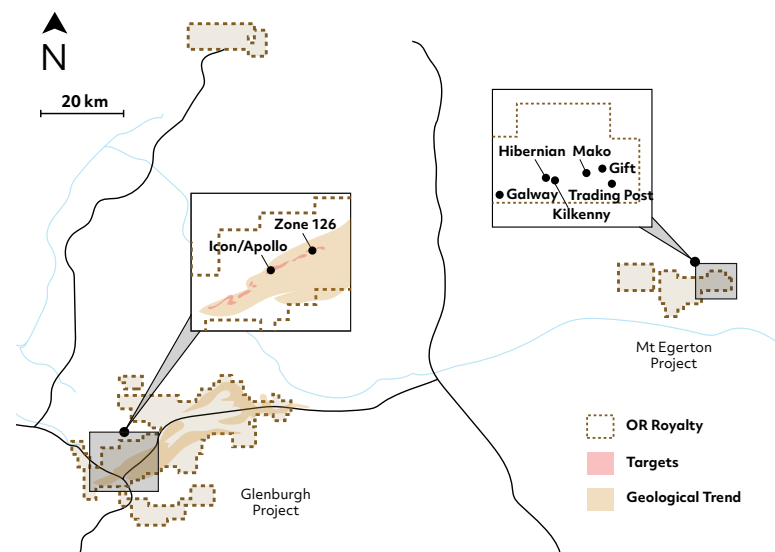 N
20 km
Hibernian
Mako
Gift
Galway
Trading Post
Kilkenny
Zone 126
Icon/Apollo
Mt Egerton
Project
OR Royalty
Targets
Geological Trend
Glenburgh
Project